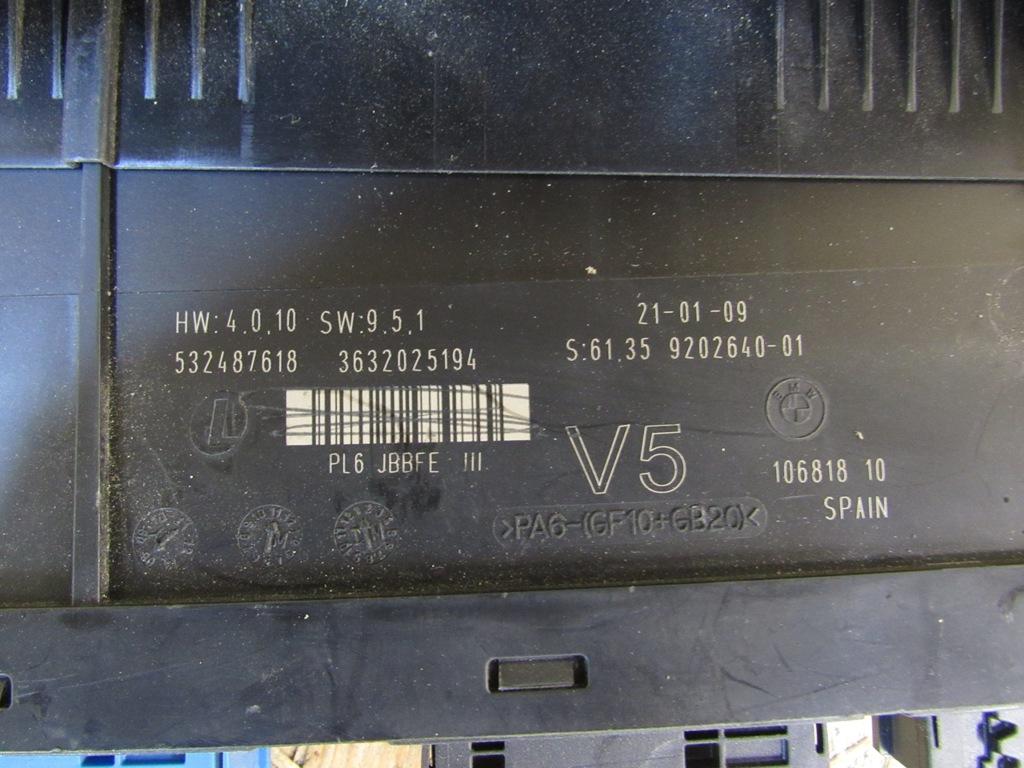 HW:4.0.10 SW:9.5.1
21-01-09
532487618 3632025194
S:61.35 9202640-01
L
BMW
PL6 JBBFE III
V5
106818 10
SPAIN
>PA6-(GF10+GB20)<